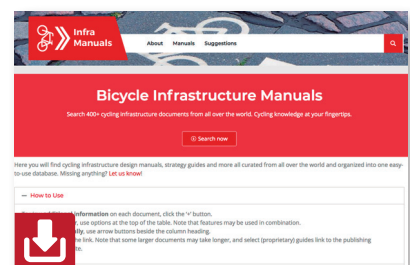 Infra
Manuals
About Manuals Suggestions
Bicycle Infrastructure Manuals
Search 400+ cycling infrastructure documents from all over the world. Cycling knowledge at your fingertips.
Search now
Here you will find cycling infrastructure design manuals, strategy guides and more all curated from all over the world and organized into one easy-
to-use database. Missing anything? Let us know!
— How to Use
information on each document, click the '+' button.
use options at the top of the table. Note that features may be used in combination.
use arrow buttons beside the column heading.
the link. Note that some larger documents may take longer, and select (proprietary) guides link to the publishing